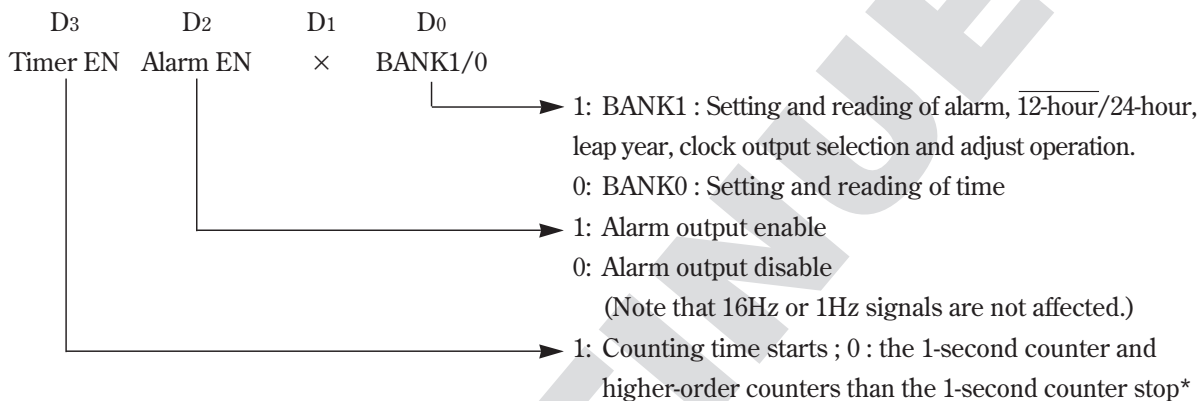 D3 D2 D1 D0
Timer EN Alarm EN × BANK1/0
1: BANK1 : Setting and reading of alarm, 12-hour/24-hour,
leap year, clock output selection and adjust operation.
0: BANK0 : Setting and reading of time
1: Alarm output enable
0: Alarm output disable
(Note that 16Hz or 1Hz signals are not affected.)
1: Counting time starts ; 0 : the 1-second counter and
higher-order counters than the 1-second counter stop*